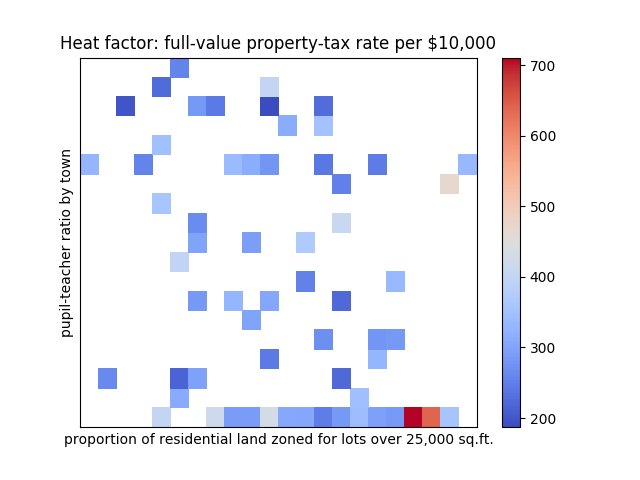 Heat factor: full-value property-tax rate per $10,000
pupil-teacher ratio by town
proportion of residential land zoned for lots over 25,000 sq.ft.
700
600
500
400
300
200